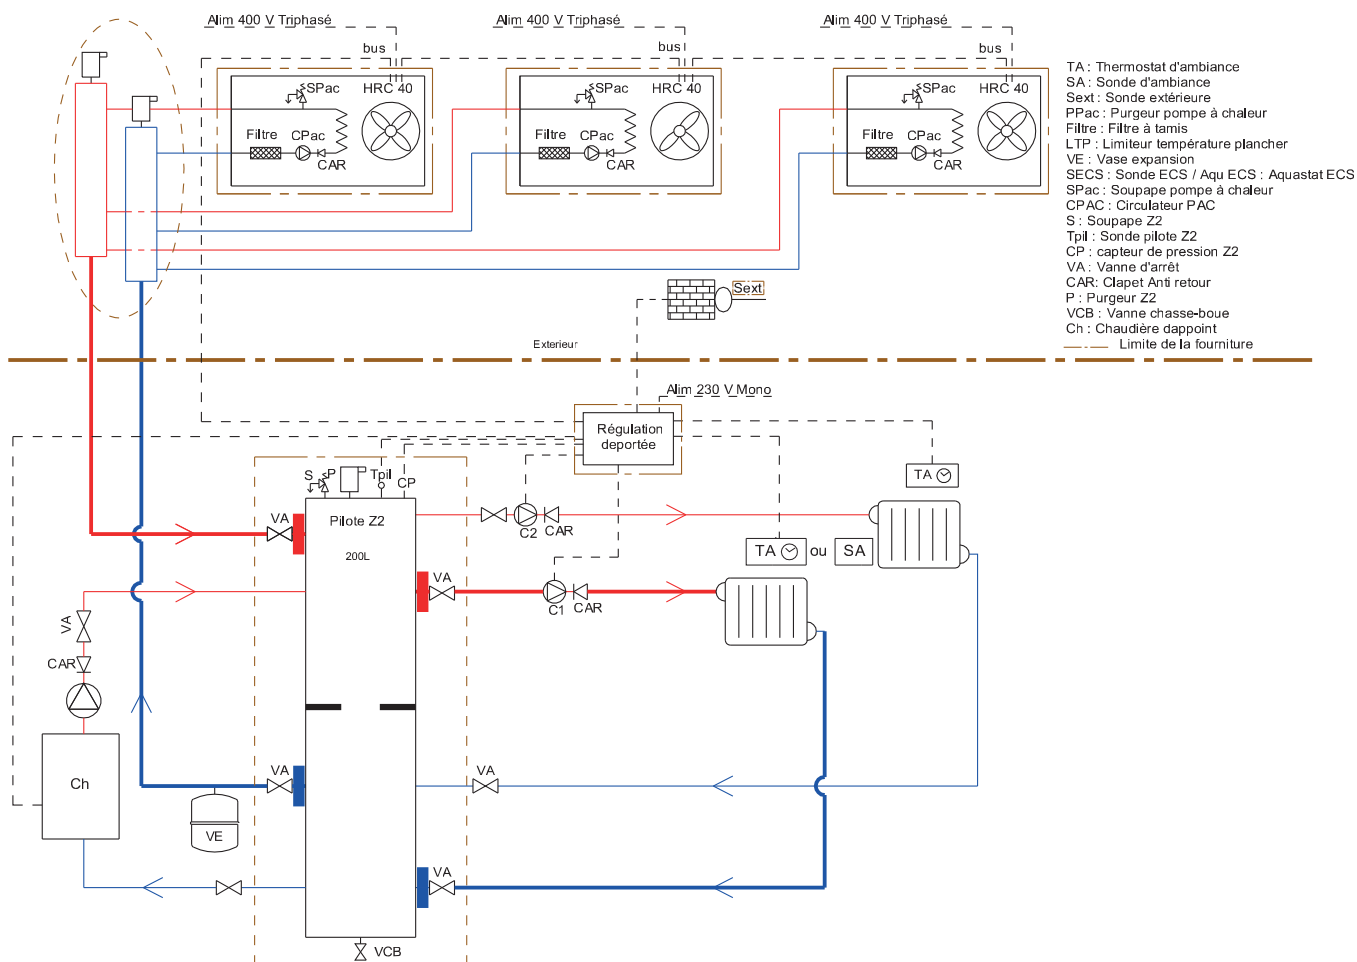 Alim 400 V Triphasé
Alim 400 V Triphasé
Alim 400 V Triphasé
bus
bus
bus
SPac
HRC 40
SPac
HRC 40
SPac
HRC 40
Filtre
CPac
CAR
Filtre
CPac
CAR
Filtre
CAR
TA : Thermostat d'ambiance
SA : Sonde d'ambiance
Sext : Sonde extérieure
PPac : Purgeur pompe à chaleur
Filtre : Filtre à tamis
LTP : Limiteur température plancher
VE : Vase expansion
SECS : Sonde ECS / Aqu ECS : Aquastat ECS
SPac : Soupape pompe à chaleur
CPAC : Circulateur PAC
S : Soupape Z2
Tpil : Sonde pilote Z2
CP : capteur de pression Z2
VA : Vanne d'arrêt
CAR: Clapet Anti retour
P : Purgeur Z2
VCB : Vanne chasse-boue
Ch : Chaudière dappoint
Limite de la fourniture
Sext
Exterieur
Alim 230 V Mono
Régulation
deportée
TA
S
P
Tpil
CP
VA
Pilote Z2
200L
C2
CAR
TA
ou
SA
VA
C1
CAR
VA
CAR
Ch
VA
VE
VA
VA
VCB